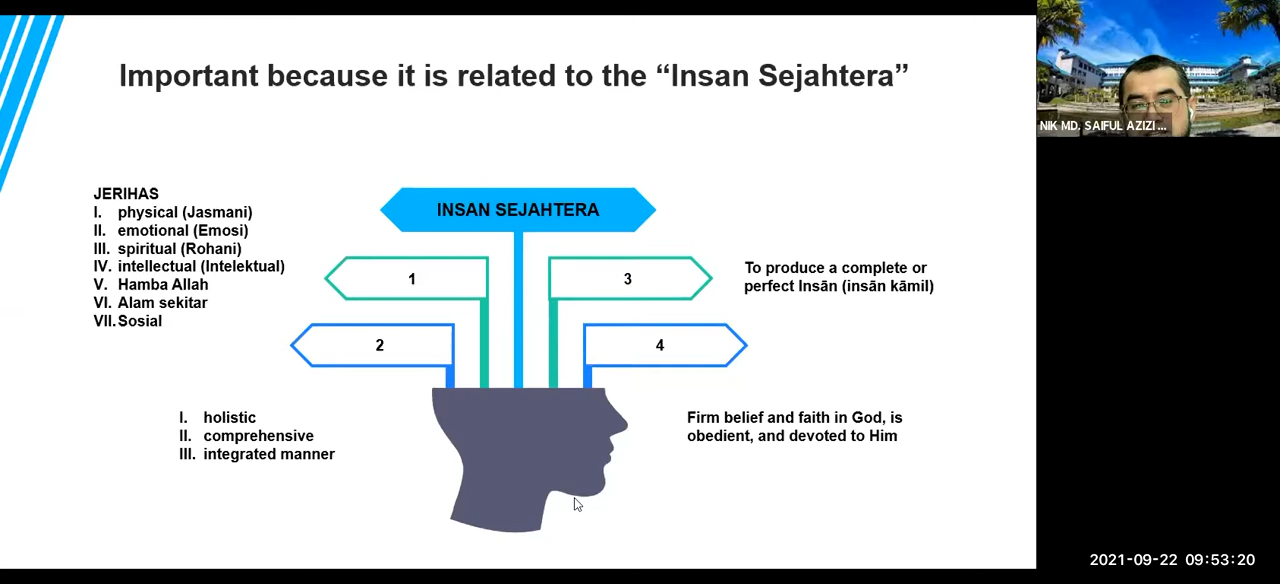 Important because it is related to the “Insan Sejahtera”
JERIHAS
I. physical (Jasmani)
II. emotional (Emosi)
III. spiritual (Rohani)
IV. intellectual (Intelektual)
V. Hamba Allah
VI. Alam sekitar
VII. Sosial
INSAN SEJAHTERA
1
3
To produce a complete or
perfect Insān (insān kāmil)
2
4
I. holistic
II. comprehensive
III. integrated manner
Firm belief and faith in God, is
obedient, and devoted to Him
NIK MD. SAIFUL AZIZI ...
2021-09-22 09:53:20